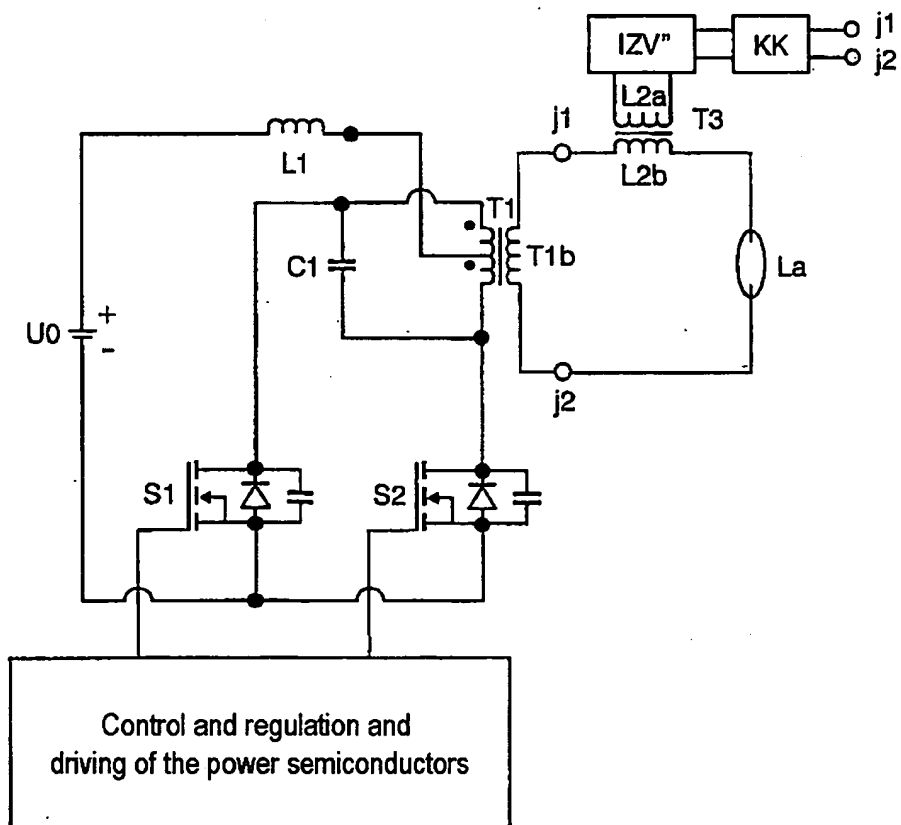 IZV"
KK
j1
j2
L2a
T3
j1
L2b
L1
T1
T1b
C1
La
U0
+
-
j2
S1
S2
Control and regulation and
driving of the power semiconductors